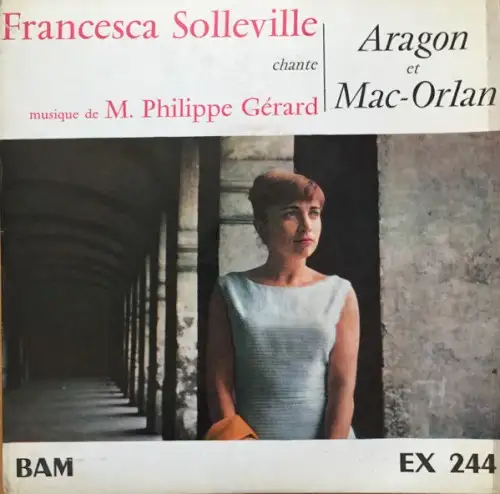 Francesca Solleville
chante
musique de M. Philippe Gérard
Aragon
et
Mac-Orlan
BAM
EX 244